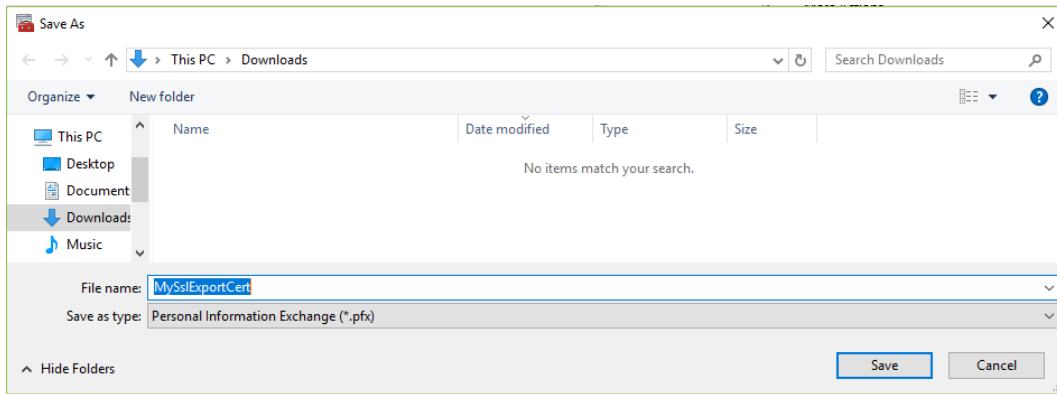 Save As
This PC > Downloads
Search Downloads
Organize
New folder
This PC
Desktop
Document
Downloads
Music
Name
Date modified
Type
Size
No items match your search.
File name: MySslExportCert
Save as type: Personal Information Exchange (*.pfx)
Hide Folders
Save
Cancel